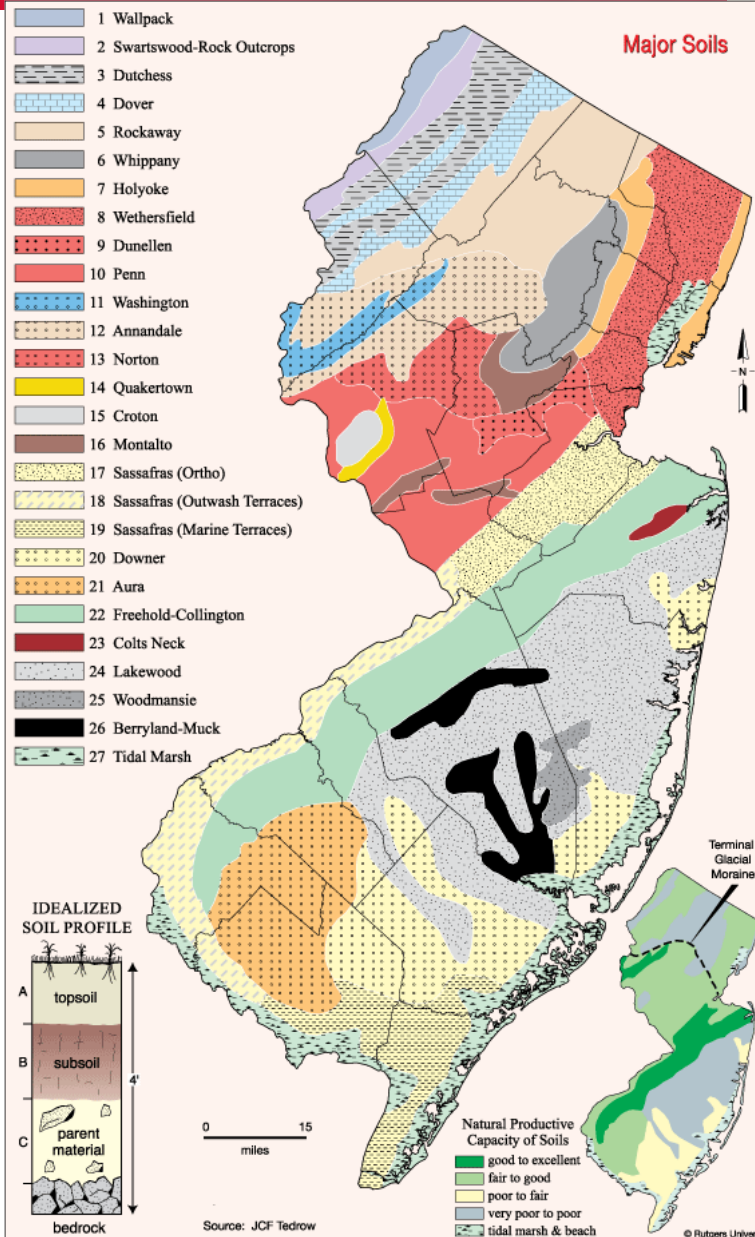 Major Soils
1 Wallpack
2 Swartswood-Rock Outcrops
3 Dutchess
4 Dover
5 Rockaway
6 Whippany
7 Holyoke
8 Wethersfield
9 Dunellen
10 Penn
11 Washington
12 Annandale
13 Norton
14 Quakertown
15 Croton
16 Montalto
17 Sassafras (Ortho)
18 Sassafras (Outwash Terraces)
19 Sassafras (Marine Terraces)
20 Downer
21 Aura
22 Freehold-Collington
23 Colts Neck
24 Lakewood
25 Woodmansie
26 Berryland-Muck
27 Tidal Marsh
N
IDEALIZED
SOIL PROFILE
A
topsoil
B
subsoil
4'
C
parent
material
bedrock
0 15
miles
Source: JCF Tedrow
Terminal
Glacial
Moraine
Natural Productive
Capacity of Soils
good to excellent
fair to good
poor to fair
very poor to poor
tidal marsh & beach
© Rutgers Univer